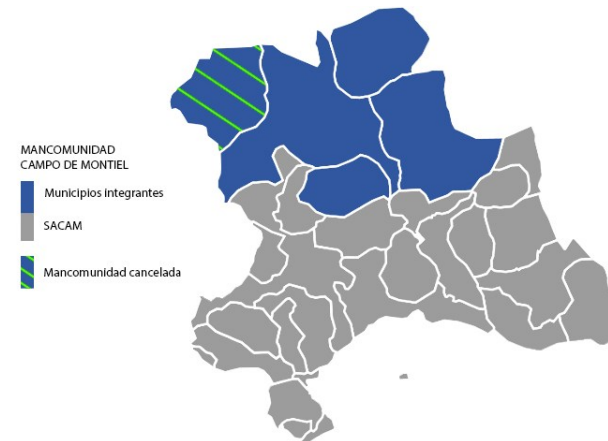 MANCOMUNIDAD
CAMPO DE MONTIEL
Municipios integrantes
SACAM
Mancomunidad cancelada